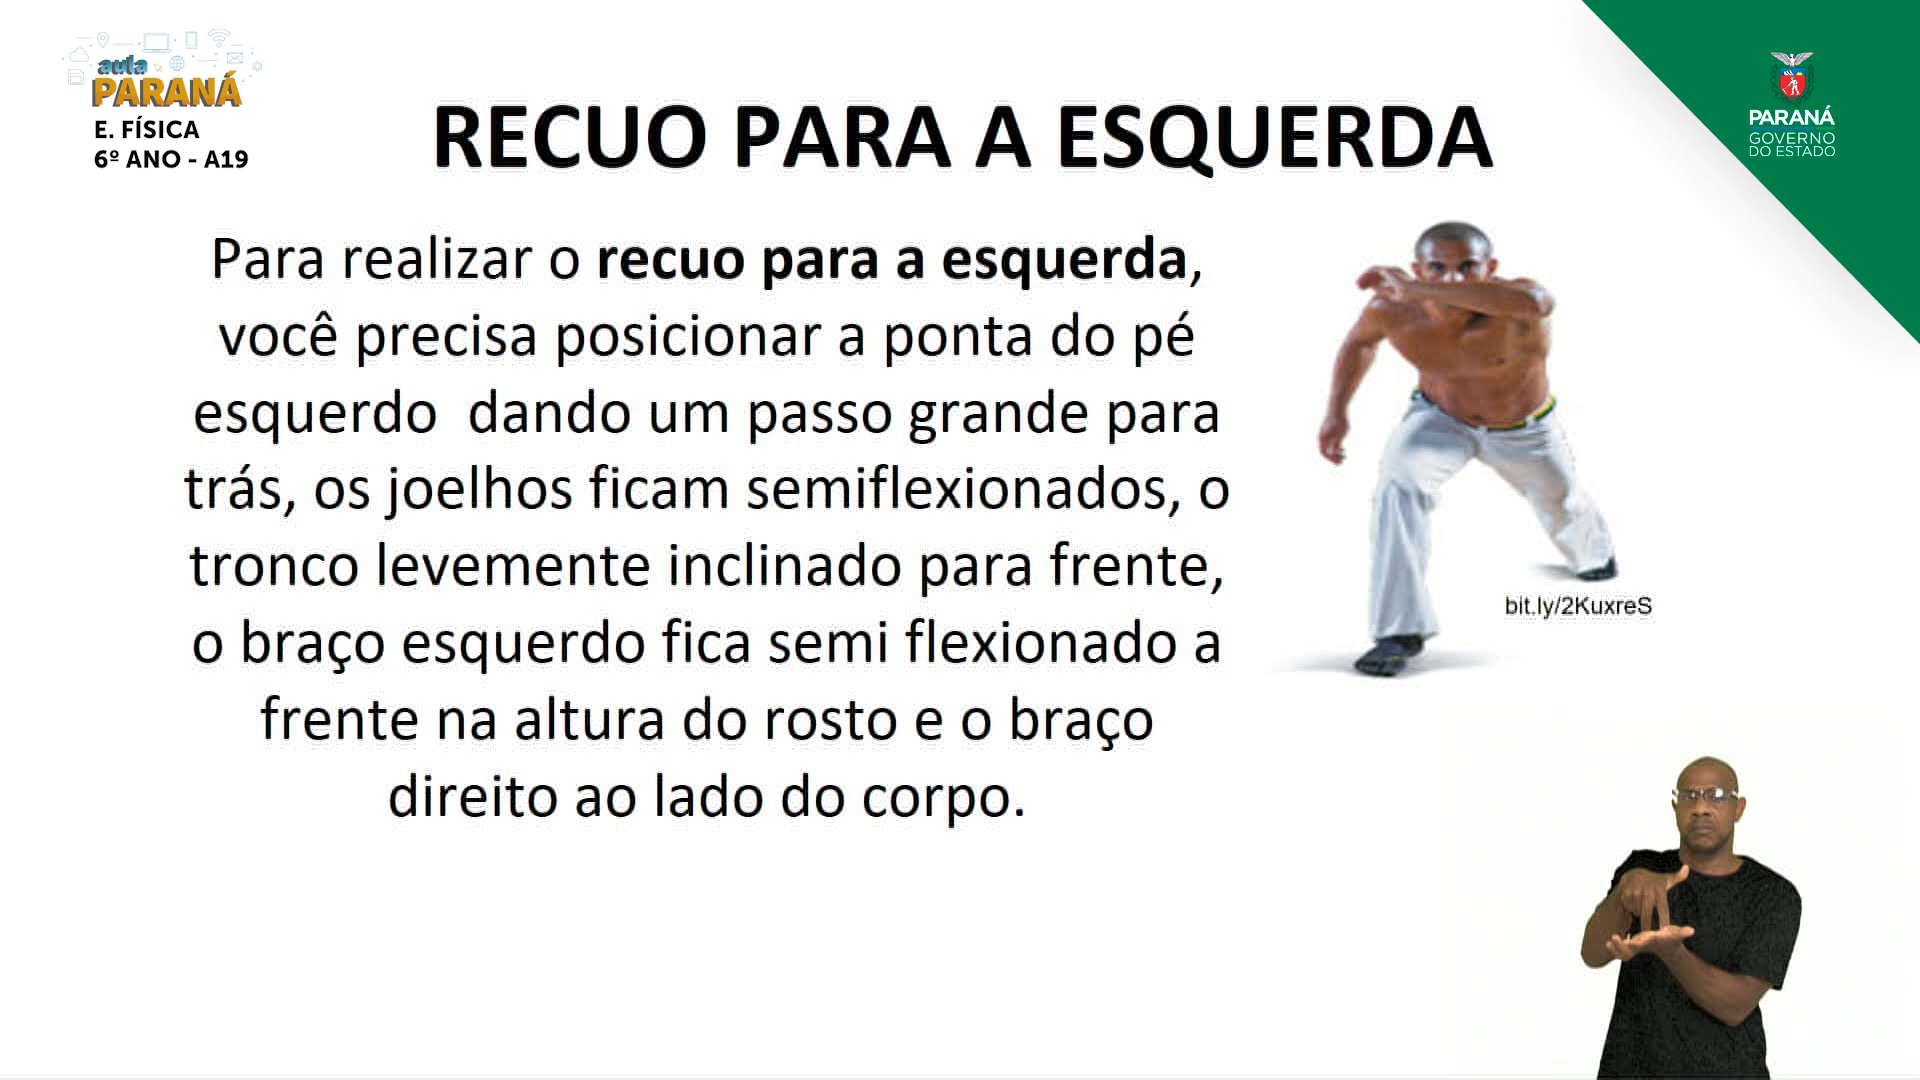 aula
PARANÁ
E. FÍSICA
6º ANO - A19
RECUO PARA A ESQUERDA
PARANÁ
GOVERNO
DO ESTADO
Para realizar o recuo para a esquerda,
você precisa posicionar a ponta do pé
esquerdo  dando um passo grande para
trás, os joelhos ficam semiflexionados, o
tronco levemente inclinado para frente,
o braço esquerdo fica semi flexionado a
frente na altura do rosto e o braço
direito ao lado do corpo.
bit.ly/2KuxreS